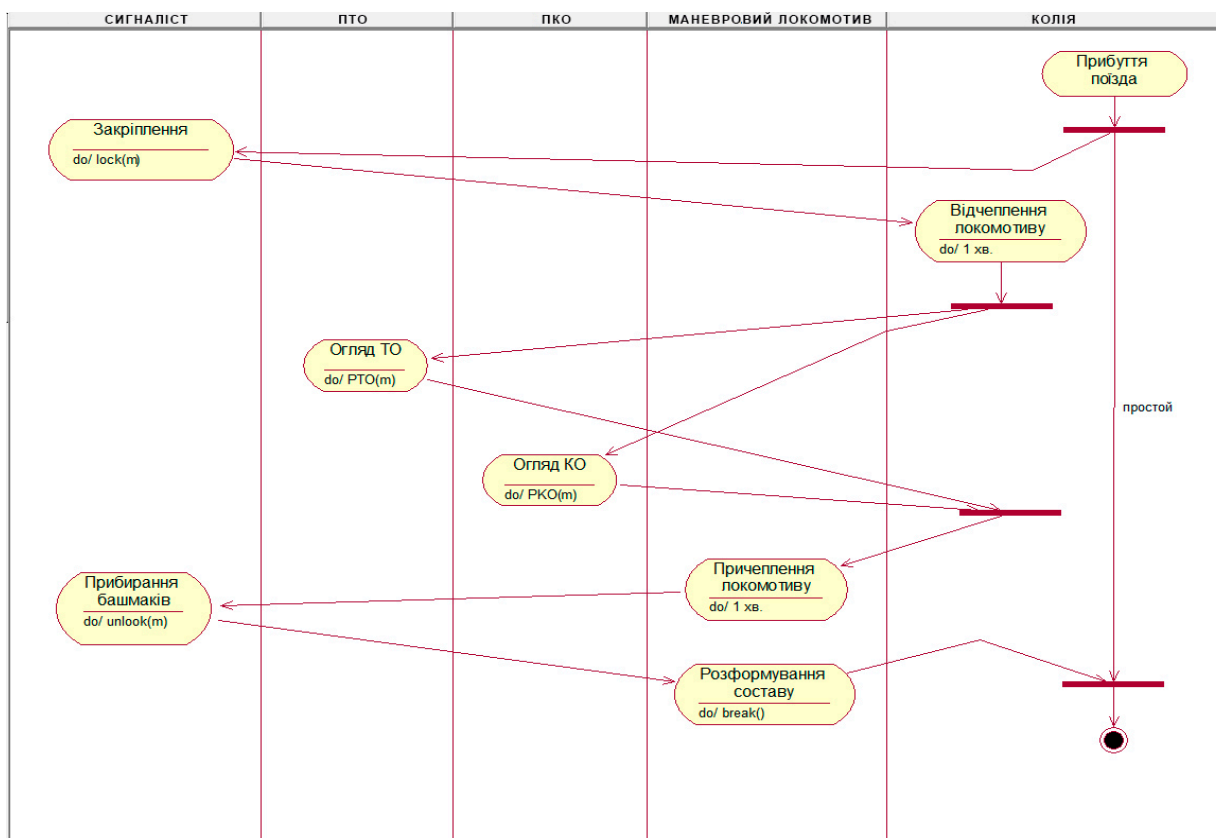 СИГНАЛІСТ ПТО ПКО МАНЕВРОВИЙ ЛОКОМОТИВ КОЛІЯ
Прибуття
поїзда
Закріплення
do/ lock(m)
Відчеплення
локомотиву
do/ 1 хв.
Огляд ТО
do/ PTO(m)
простой
Огляд КО
do/ PKO(m)
Причеплення
локомотиву
do/ 1 хв.
Прибирання
башмаків
do/ unlook(m)
Розформування
составу
do/ break()